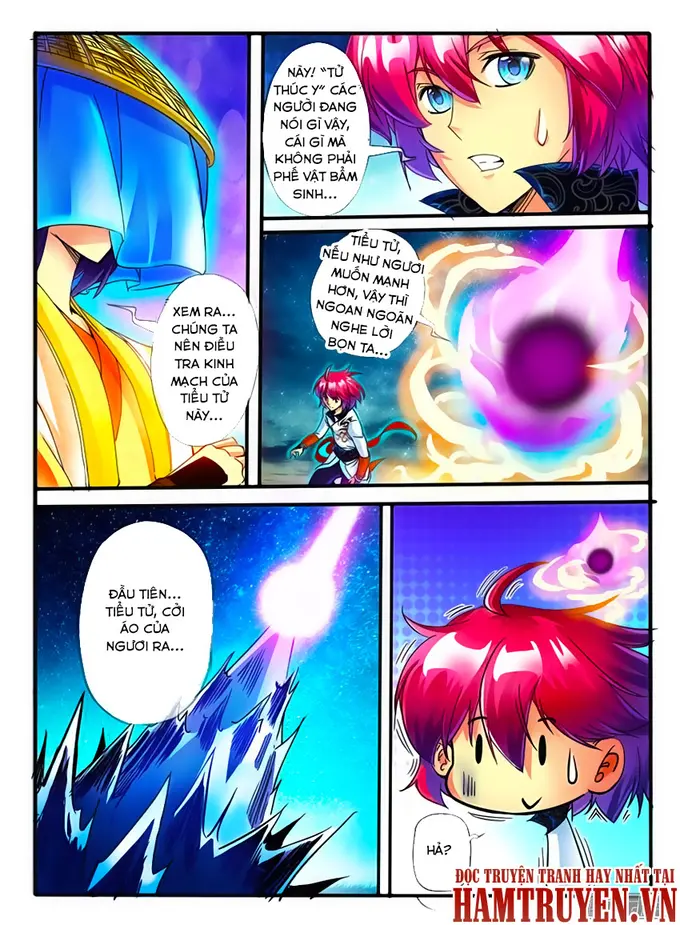 XEM RA...
CHÚNG TA
NÊN ĐIỀU
TRA KINH
MẠCH CỦA
TIỂU TỬ
NÀY...
NÀY! "TỬ
THÚC Y" CÁC
NGƯỜI ĐANG
NÓI GÌ VẬY,
CÁI GÌ MÀ
KHÔNG PHẢI
PHẾ VẬT BẨM
SINH...
TIỂU TỬ,
NẾU NHƯ NGƯƠI
MUỐN MẠNH
HƠN, VẬY THÌ
NGOAN NGOÃN
NGHE LỜI
BỌN TA...
ĐẦU TIÊN...
TIỂU TỬ, CỞI
ÁO CỦA
NGƯƠI RA...
HẢ?
ĐỌC TRUYỆN TRANH HAY NHẤT TẠI
HAMTRUYEN.VN